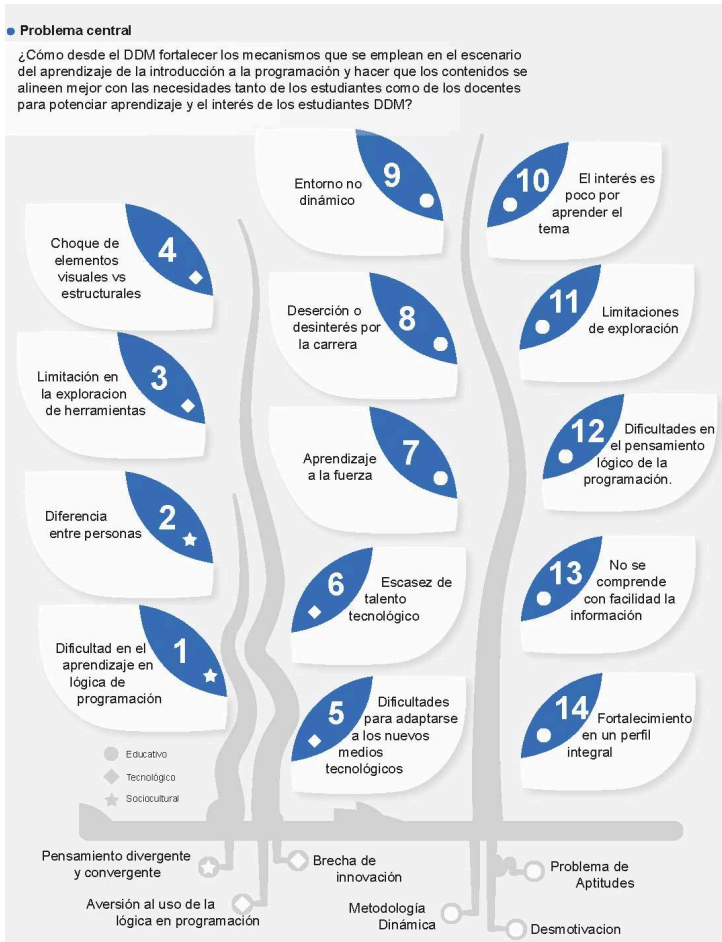 Problema central
¿Cómo desde el DDM fortalecer los mecanismos que se emplean en el escenario
del aprendizaje de la introducción a la programación y hacer que los contenidos se
alineen mejor con las necesidades tanto de los estudiantes como de los docentes
para potenciar aprendizaje y el interés de los estudiantes DDM?
4
Choque de
elementos
visuales vs
estructurales
3
Limitación en
la exploracion
de herramientas
2
Diferencia
entre personas
1
Dificultad en el
aprendizaje en
lógica de
programación
9
Entorno no
dinámico
8
Deserción o
desinterés por
la carrera
7
Aprendizaje
a la fuerza
6
Escasez de
talento
tecnológico
5
Dificultades
para adaptarse
a los nuevos
medios
tecnológicos
10
El interés es
poco por
aprender el
tema
11
Limitaciones
de exploración
12
Dificultades en
el pensamiento
lógico de la
programación.
13
No se
comprende
con facilidad la
información
14
Fortalecimiento
en un perfil
integral
Educativo
Tecnológico
Sociocultural
Pensamiento divergente
y convergente
Aversión al uso de la
lógica en programación
Brecha de
innovación
Metodología
Dinámica
Problema de
Aptitudes
Desmotivacion